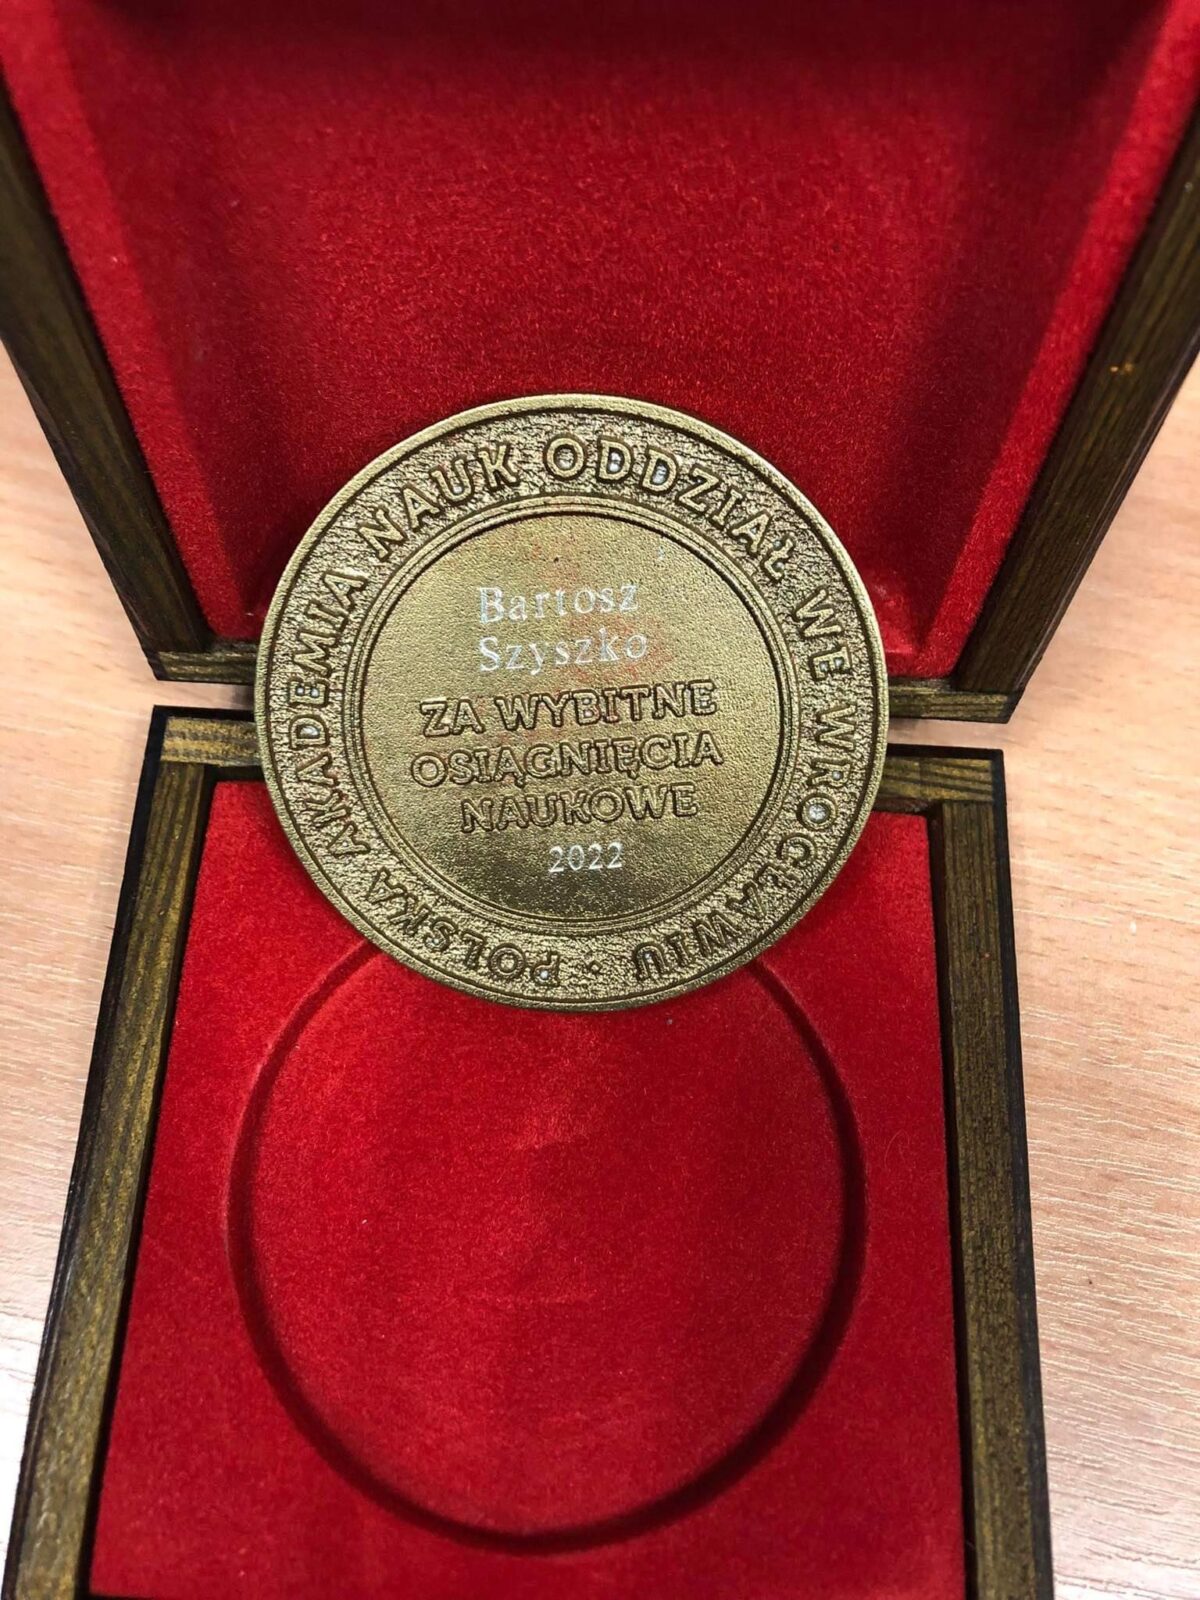 POLSKA AKADEMIA NAUK ODDZIAŁ WE WROCŁAWIU ·
Bartosz
Szyszko
ZA WYBITNE
OSIĄGNIĘCIA
NAUKOWE
2022